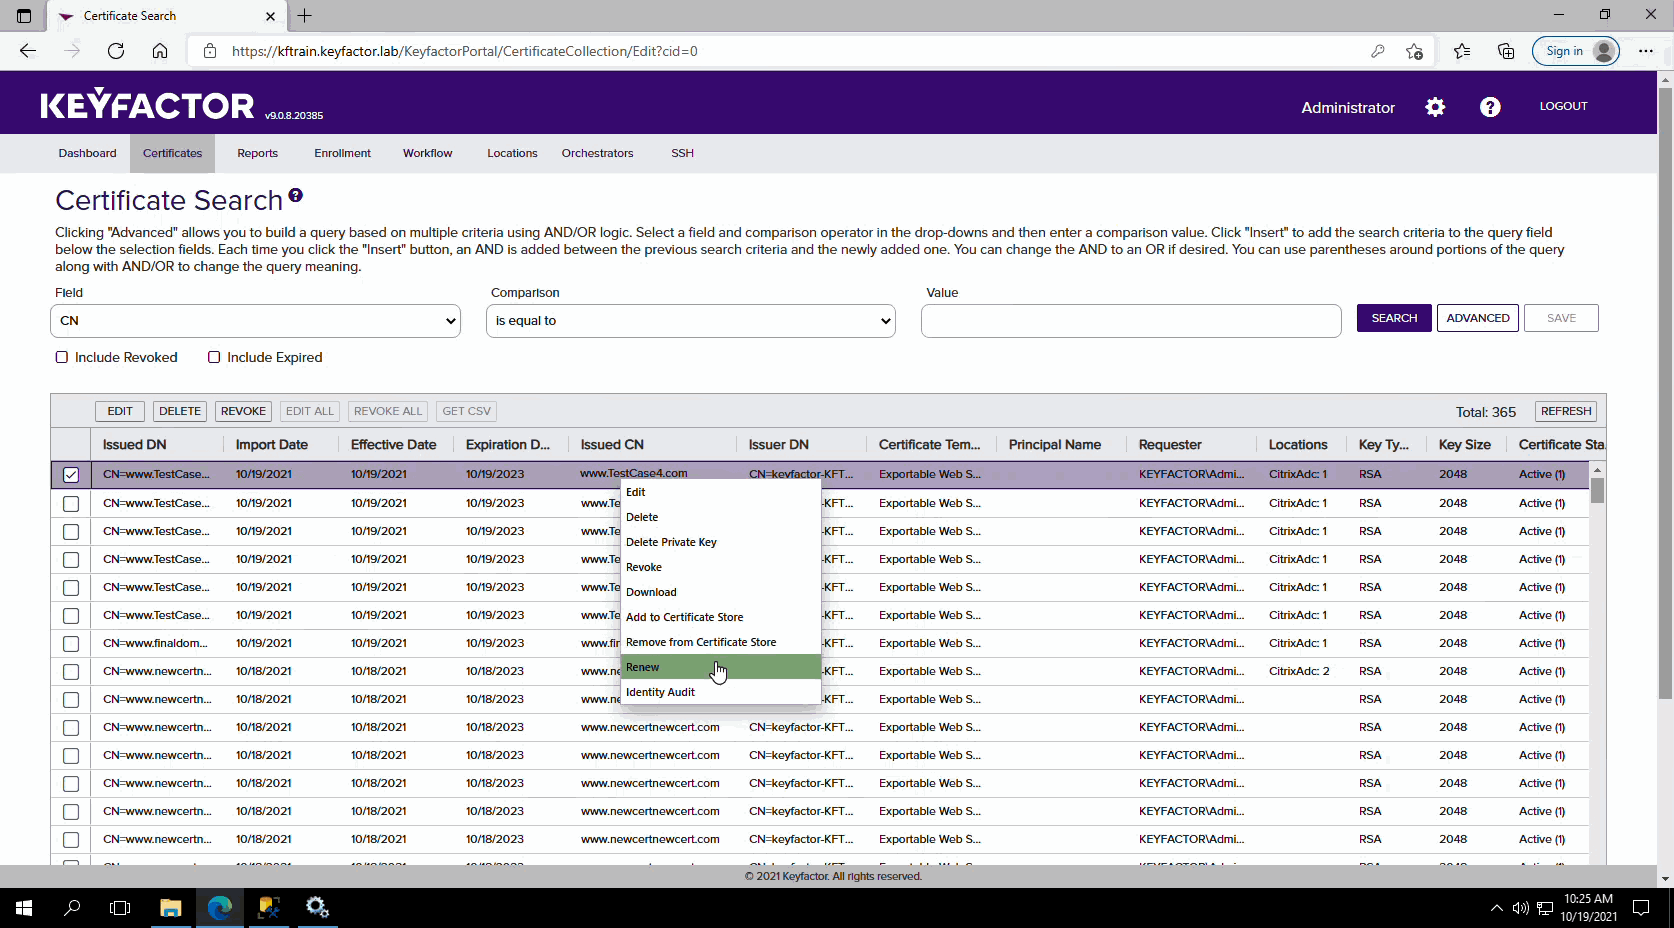 Certificate Search
https://kftrain.keyfactor.lab/KeyfactorPortal/CertificateCollection/Edit?cid=0
Sign in
KEYFACTOR v9.0.8.20385
Administrator
LOGOUT
Dashboard Certificates Reports Enrollment Workflow Locations Orchestrators SSH
Certificate Search
Clicking "Advanced" allows you to build a query based on multiple criteria using AND/OR logic. Select a field and comparison operator in the drop-downs and then enter a comparison value. Click "Insert" to add the search criteria to the query field
below the selection fields. Each time you click the "Insert" button, an AND is added between the previous search criteria and the newly added one. You can change the AND to an OR if desired. You can use parentheses around portions of the query
along with AND/OR to change the query meaning.
Field Comparison Value
CN is equal to SEARCH ADVANCED SAVE
Include Revoked Include Expired
EDIT DELETE REVOKE EDIT ALL REVOKE ALL GET CSV Total: 365 REFRESH
Issued DN Import Date Effective Date Expiration D... Issued CN Issuer DN Certificate Tem... Principal Name Requester Locations Key Ty... Key Size Certificate Sta
CN=www.TestCase... 10/19/2021 10/19/2021 10/19/2023 www.TestCase4.com CN=keyfactor-KFT... Exportable Web S... KEYFACTOR\Admi... CitrixAdc: 1 RSA 2048 Active (1)
CN=www.TestCase... 10/19/2021 10/19/2021 10/19/2023 www.Te -KFT... Exportable Web S... KEYFACTOR\Admi... CitrixAdc: 1 RSA 2048 Active (1)
CN=www.TestCase... 10/19/2021 10/19/2021 10/19/2023 www.Te -KFT... Exportable Web S... KEYFACTOR\Admi... CitrixAdc: 1 RSA 2048 Active (1)
CN=www.TestCase... 10/19/2021 10/19/2021 10/19/2023 www.Te -KFT... Exportable Web S... KEYFACTOR\Admi... CitrixAdc: 1 RSA 2048 Active (1)
CN=www.TestCase... 10/19/2021 10/19/2021 10/19/2023 www.Te -KFT... Exportable Web S... KEYFACTOR\Admi... CitrixAdc: 1 RSA 2048 Active (1)
CN=www.TestCase... 10/19/2021 10/19/2021 10/19/2023 www.Te -KFT... Exportable Web S... KEYFACTOR\Admi... CitrixAdc: 1 RSA 2048 Active (1)
CN=www.finaldom... 10/19/2021 10/19/2021 10/19/2023 www.fir -KFT... Exportable Web S... KEYFACTOR\Admi... CitrixAdc: 1 RSA 2048 Active (1)
CN=www.newcertn... 10/18/2021 10/18/2021 10/18/2023 www.ne -KFT... Exportable Web S... KEYFACTOR\Admi... CitrixAdc: 2 RSA 2048 Active (1)
CN=www.newcertn... 10/18/2021 10/18/2021 10/18/2023 www.ne -KFT... Exportable Web S... KEYFACTOR\Admi... RSA 2048 Active (1)
CN=www.newcertn... 10/18/2021 10/18/2021 10/18/2023 www.newcertnewcert.com CN=keyfactor-KFT... Exportable Web S... KEYFACTOR\Admi... RSA 2048 Active (1)
CN=www.newcertn... 10/18/2021 10/18/2021 10/18/2023 www.newcertnewcert.com CN=keyfactor-KFT... Exportable Web S... KEYFACTOR\Admi... RSA 2048 Active (1)
CN=www.newcertn... 10/18/2021 10/18/2021 10/18/2023 www.newcertnewcert.com CN=keyfactor-KFT... Exportable Web S... KEYFACTOR\Admi... RSA 2048 Active (1)
CN=www.newcertn... 10/18/2021 10/18/2021 10/18/2023 www.newcertnewcert.com CN=keyfactor-KFT... Exportable Web S... KEYFACTOR\Admi... RSA 2048 Active (1)
CN=www.newcertn... 10/18/2021 10/18/2021 10/18/2023 www.newcertnewcert.com CN=keyfactor-KFT... Exportable Web S... KEYFACTOR\Admi... RSA 2048 Active (1)
Edit
Delete
Delete Private Key
Revoke
Download
Add to Certificate Store
Remove from Certificate Store
Renew
Identity Audit
© 2021 Keyfactor. All rights reserved.
10:25 AM
10/19/2021